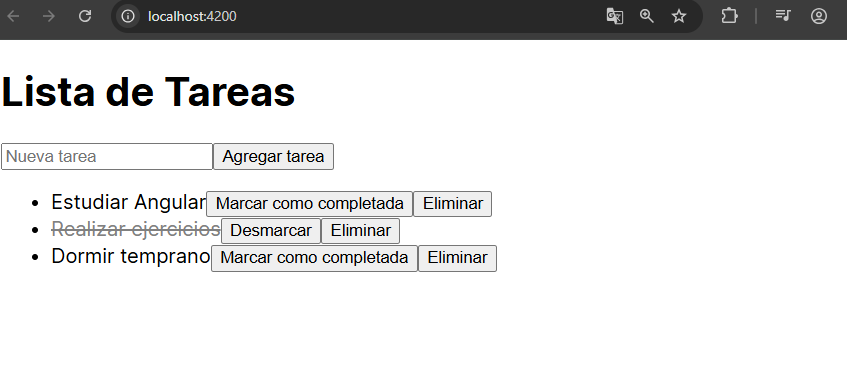 localhost:4200
Lista de Tareas
Nueva tarea Agregar tarea
Estudiar Angular Marcar como completada Eliminar
Realizar ejercicios Desmarcar Eliminar
Dormir temprano Marcar como completada Eliminar